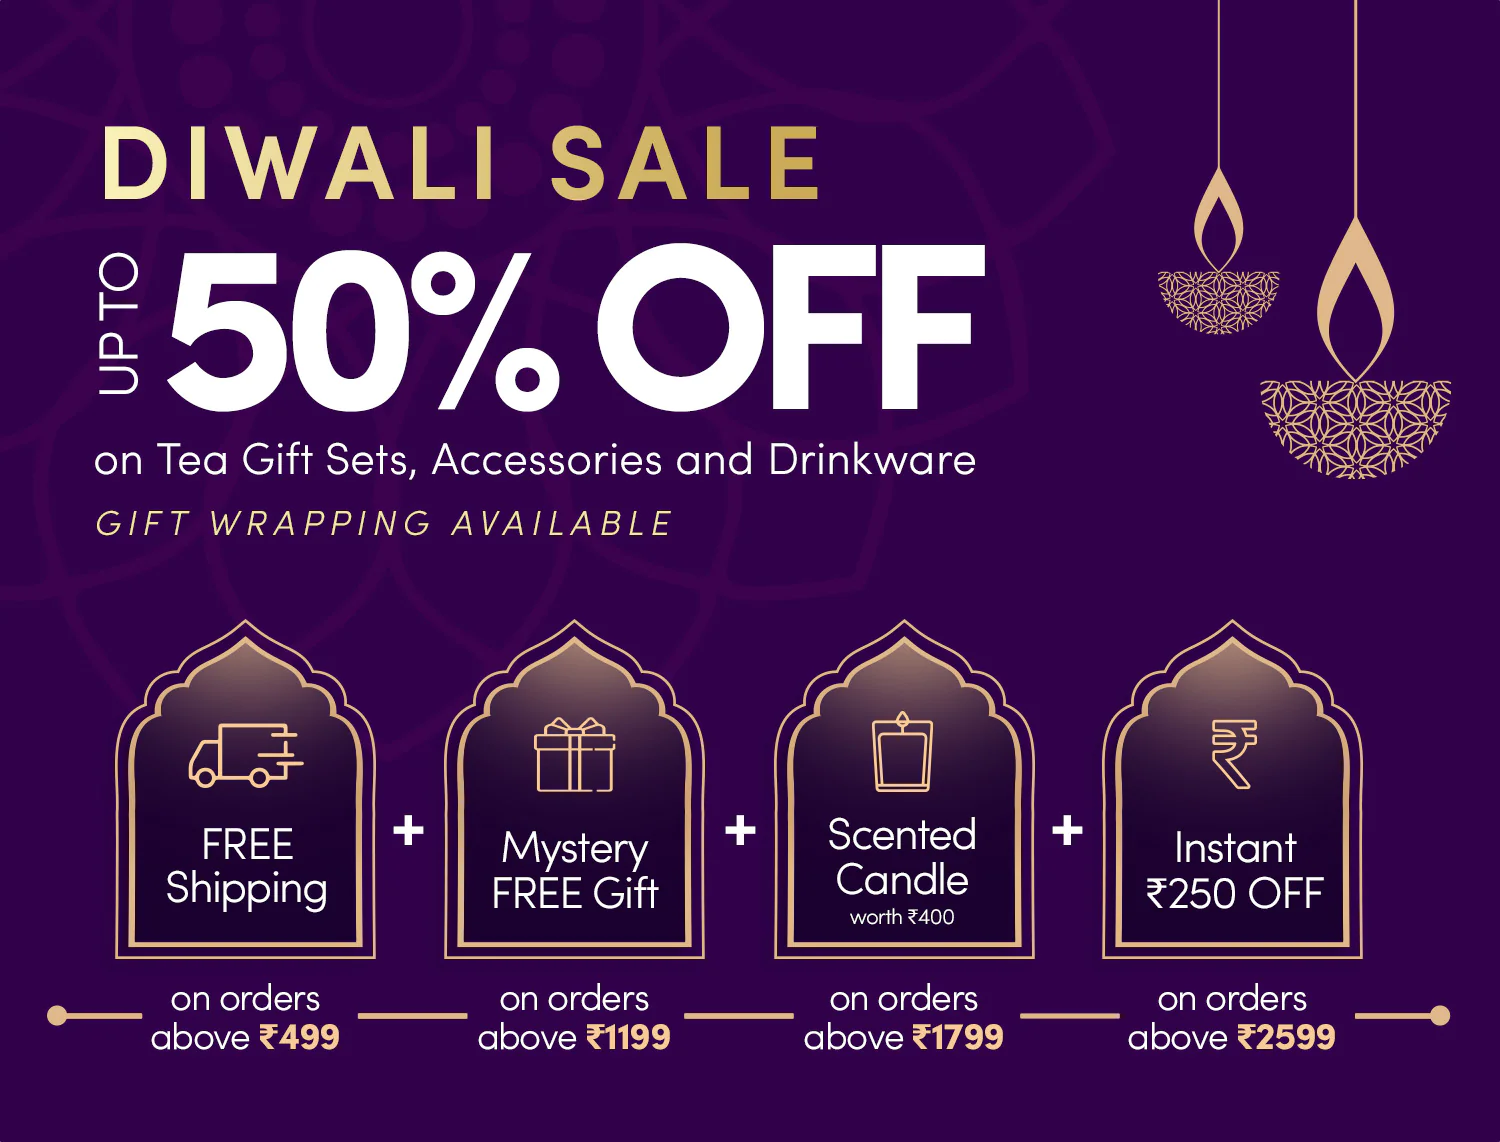 DIWALI SALE
UP TO
50% OFF
on Tea Gift Sets, Accessories and Drinkware
GIFT WRAPPING AVAILABLE
FREE
Shipping
+
Mystery
FREE Gift
+
Scented
Candle
worth ₹400
+
₹
Instant
₹250 OFF
on orders
above ₹499
on orders
above ₹1199
on orders
above ₹1799
on orders
above ₹2599